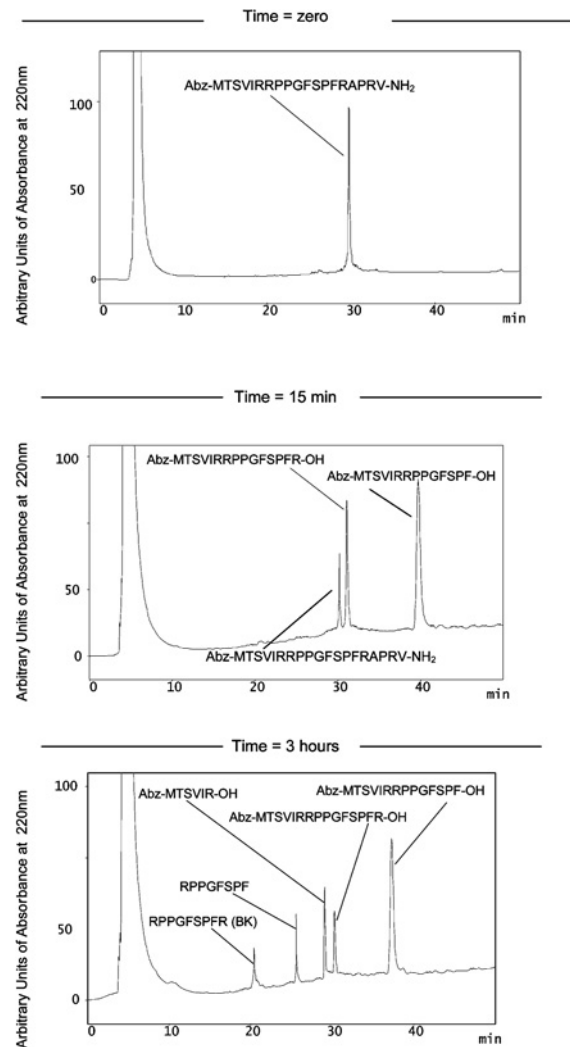 Time = zero
Arbitrary Units of Absorbance at 220nm
Abz-MTSVIRRPPGFSPFRAPRV-NH2
100
50
0
0 10 20 30 40
min
Time = 15 min
Arbitrary Units of Absorbance at 220nm
100
Abz-MTSVIRRPPGFSPFR-OH
Abz-MTSVIRRPPGFSPF-OH
50
0
Abz-MTSVIRRPPGFSPFRAPRV-NH2
0 10 20 30 40
min
Time = 3 hours
Arbitrary Units of Absorbance at 220nm
100
Abz-MTSVIR-OH
Abz-MTSVIRRPPGFSPF-OH
Abz-MTSVIRRPPGFSPFR-OH
RPPGFSPF
50
RPPGFSPFR (BK)
0
0 10 20 30 40
min